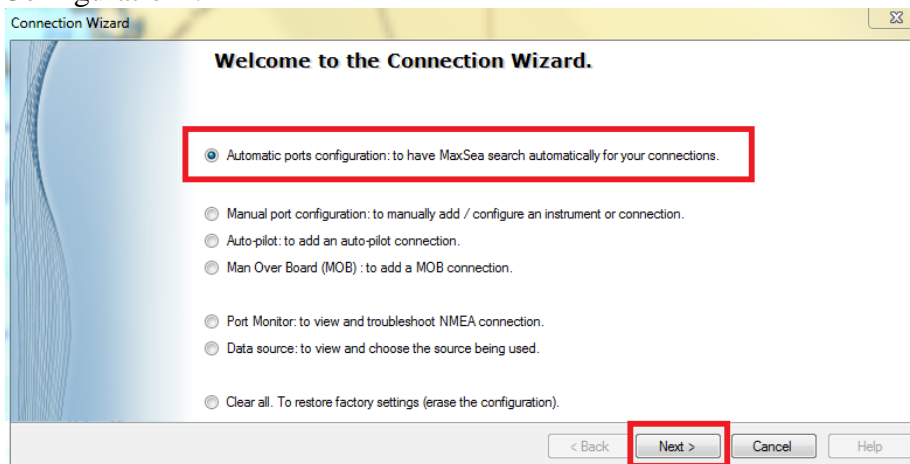 Connection Wizard
Welcome to the Connection Wizard.
Automatic ports configuration: to have MaxSea search automatically for your connections.
Manual port configuration: to manually add / configure an instrument or connection.
Auto-pilot: to add an auto-pilot connection.
Man Over Board (MOB) : to add a MOB connection.
Port Monitor: to view and troubleshoot NMEA connection.
Data source: to view and choose the source being used.
Clear all. To restore factory settings (erase the configuration).
< Back Next > Cancel Help